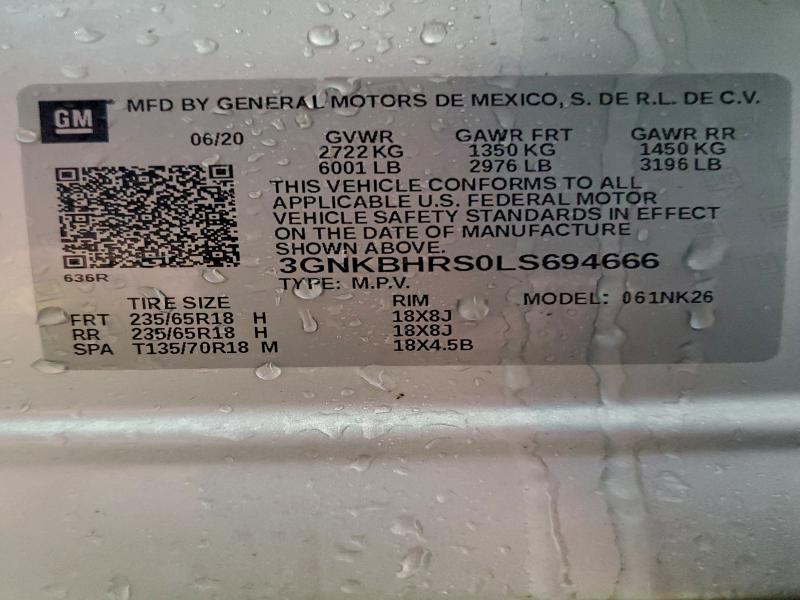 GM MFD BY GENERAL MOTORS DE MEXICO, S. DE R.L. DE C.V.
06/20 GVWR GAWR FRT GAWR RR
2722 KG 1350 KG 1450 KG
6001 LB 2976 LB 3196 LB
THIS VEHICLE CONFORMS TO ALL
APPLICABLE U.S. FEDERAL MOTOR
VEHICLE SAFETY STANDARDS IN EFFECT
ON THE DATE OF MANUFACTURE
SHOWN ABOVE.
3GNKBHRS0LS694666
636R
TYPE: M.P.V.
TIRE SIZE RIM MODEL: 061NK26
FRT 235/65R18 H 18X8J
RR 235/65R18 H 18X8J
SPA T135/70R18 M 18X4.5B